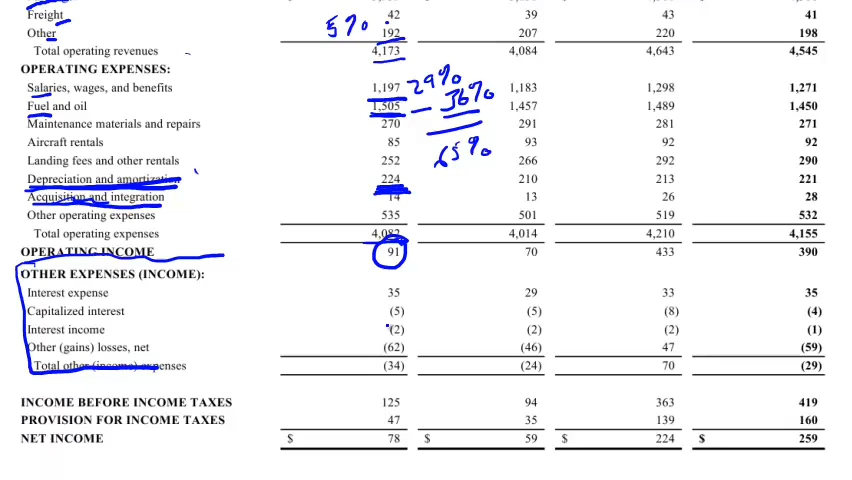 Freight 42 39 43 41
5%
Other 192 207 220 198
Total operating revenues 4,173 4,084 4,643 4,545
OPERATING EXPENSES:
Salaries, wages, and benefits 1,197 29% 1,183 1,298 1,271
Fuel and oil 1,505 36% 1,457 1,489 1,450
Maintenance materials and repairs 270 291 281 271
Aircraft rentals 85 93 92 92
65%
Landing fees and other rentals 252 266 292 290
Depreciation and amortization 224 210 213 221
Acquisition and integration 14 13 26 28
Other operating expenses 535 501 519 532
Total operating expenses 4,082 4,014 4,210 4,155
OPERATING INCOME 91 70 433 390
OTHER EXPENSES (INCOME):
Interest expense 35 29 33 35
Capitalized interest (5) (5) (8) (4)
Interest income (2) (2) (2) (1)
Other (gains) losses, net (62) (46) 47 (59)
Total other (income) expenses (34) (24) 70 (29)
INCOME BEFORE INCOME TAXES 125 94 363 419
PROVISION FOR INCOME TAXES 47 35 139 160
NET INCOME $ 78 $ 59 $ 224 $ 259